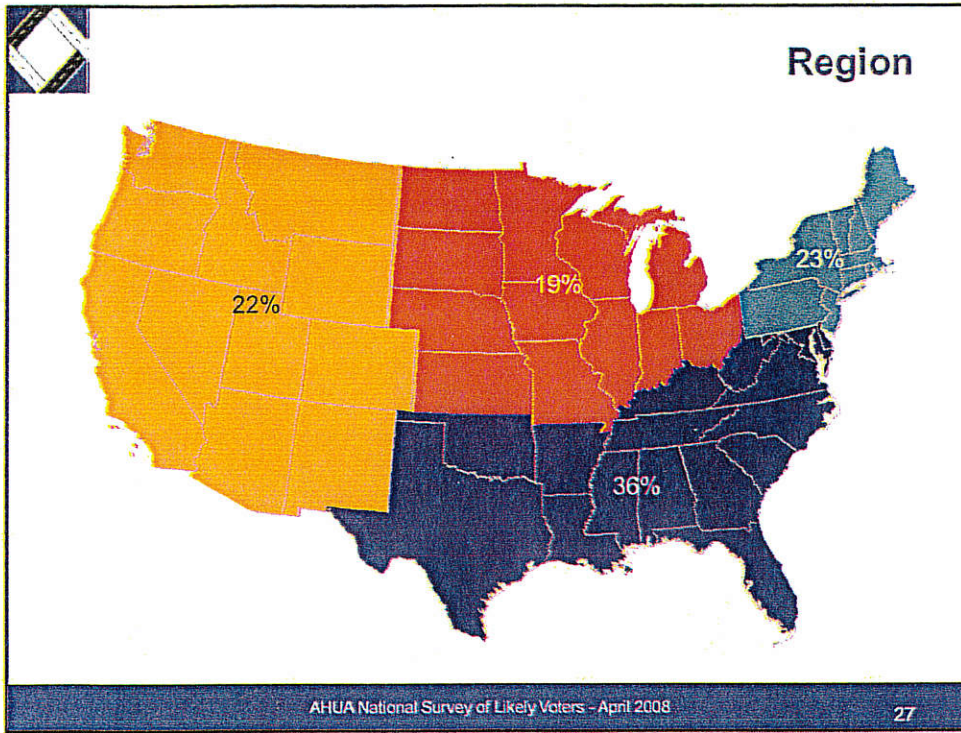 Region
23%
19%
22%
36%
AHUA National Survey of Likely Voters - April 2008
27